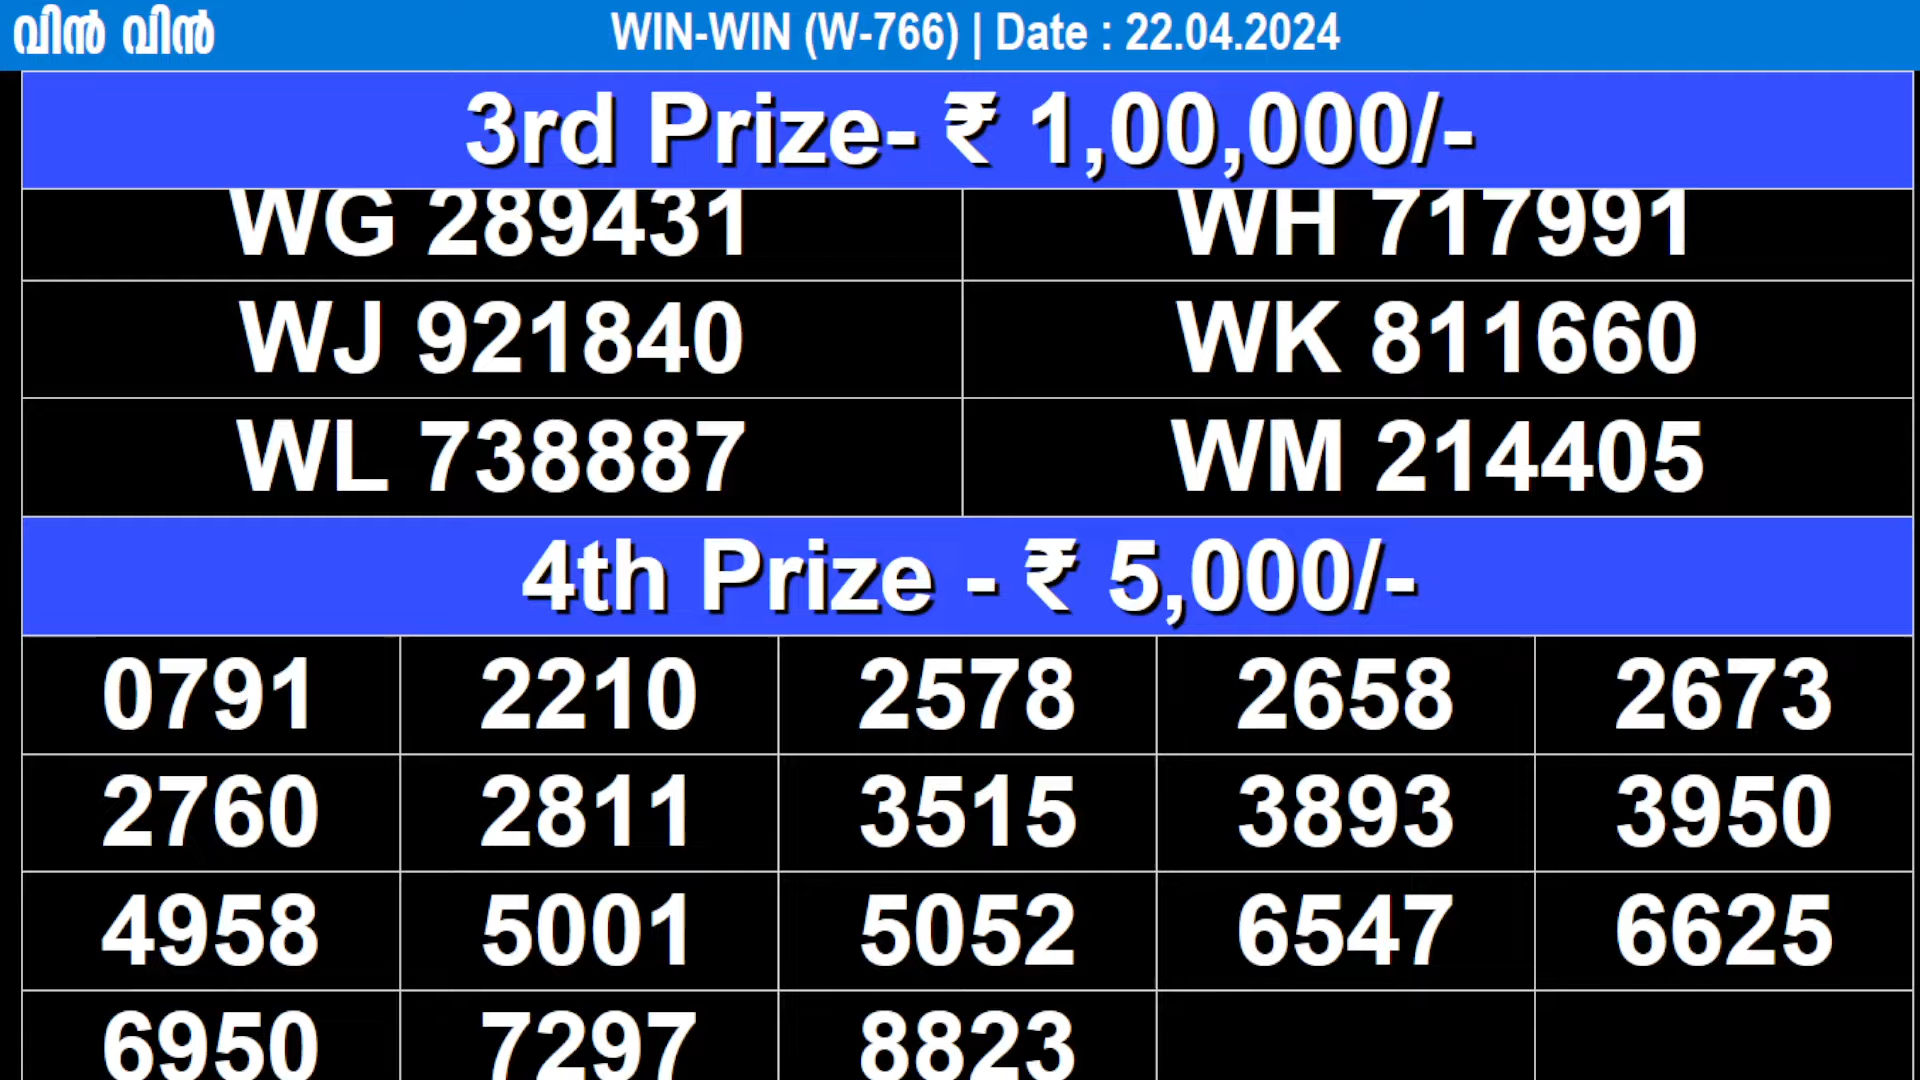 വിൻ വിൻ WIN-WIN (W-766) | Date : 22.04.2024
3rd Prize- ₹ 1,00,000/-
WG 289431 WH 717991
WJ 921840 WK 811660
WL 738887 WM 214405
4th Prize - ₹ 5,000/-
0791 2210 2578 2658 2673
2760 2811 3515 3893 3950
4958 5001 5052 6547 6625
6950 7297 8823